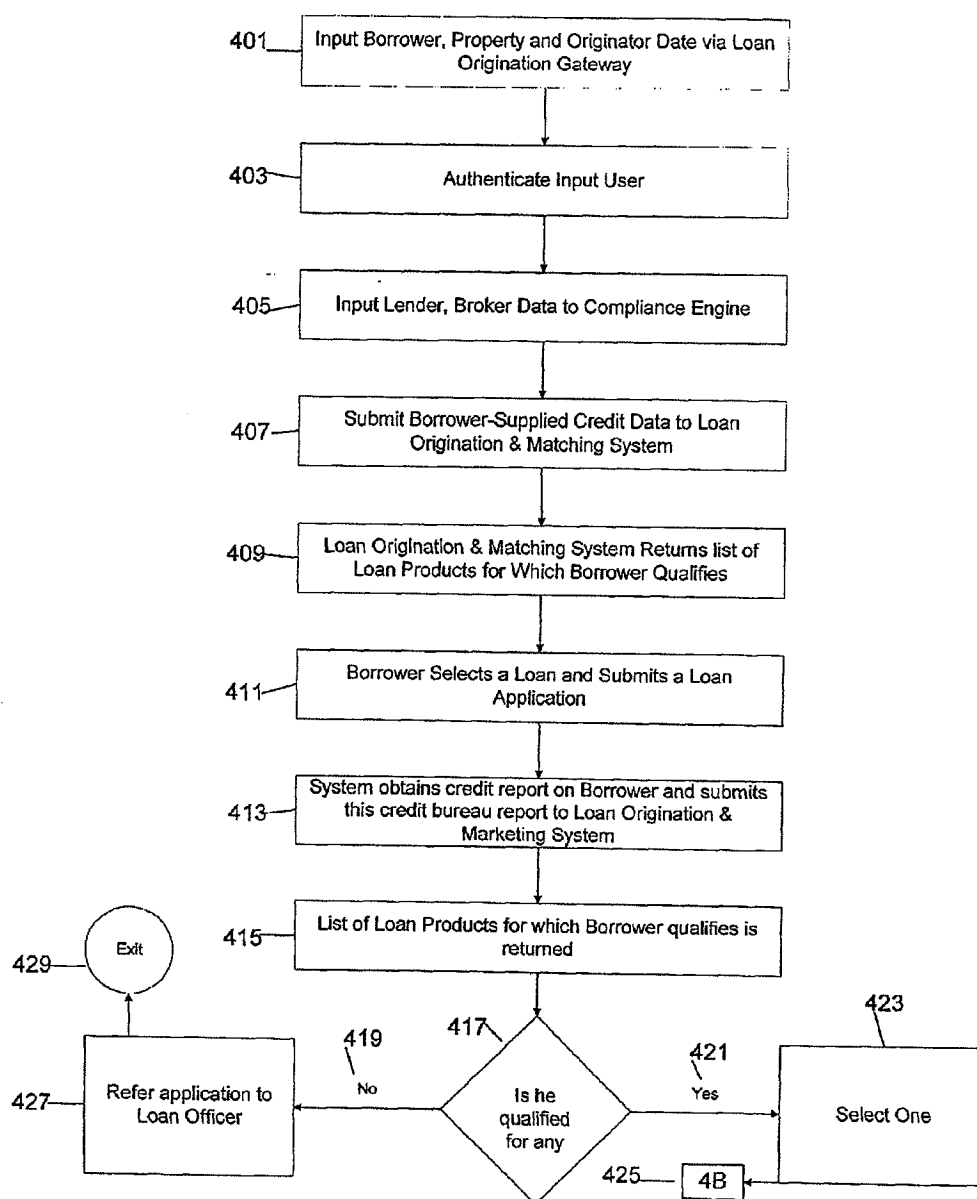 401
Input Borrower, Property and Originator Date via Loan
Origination Gateway
403
Authenticate Input User
405
Input Lender, Broker Data to Compliance Engine
407
Submit Borrower-Supplied Credit Data to Loan
Origination & Matching System
409
Loan Origination & Matching System Returns list of
Loan Products for Which Borrower Qualifies
411
Borrower Selects a Loan and Submits a Loan
Application
413
System obtains credit report on Borrower and submits
this credit bureau report to Loan Origination &
Marketing System
415
List of Loan Products for which Borrower qualifies is
returned
417
Is he
qualified
for any
419
No
427
Refer application to
Loan Officer
429
Exit
421
Yes
423
Select One
425
4B